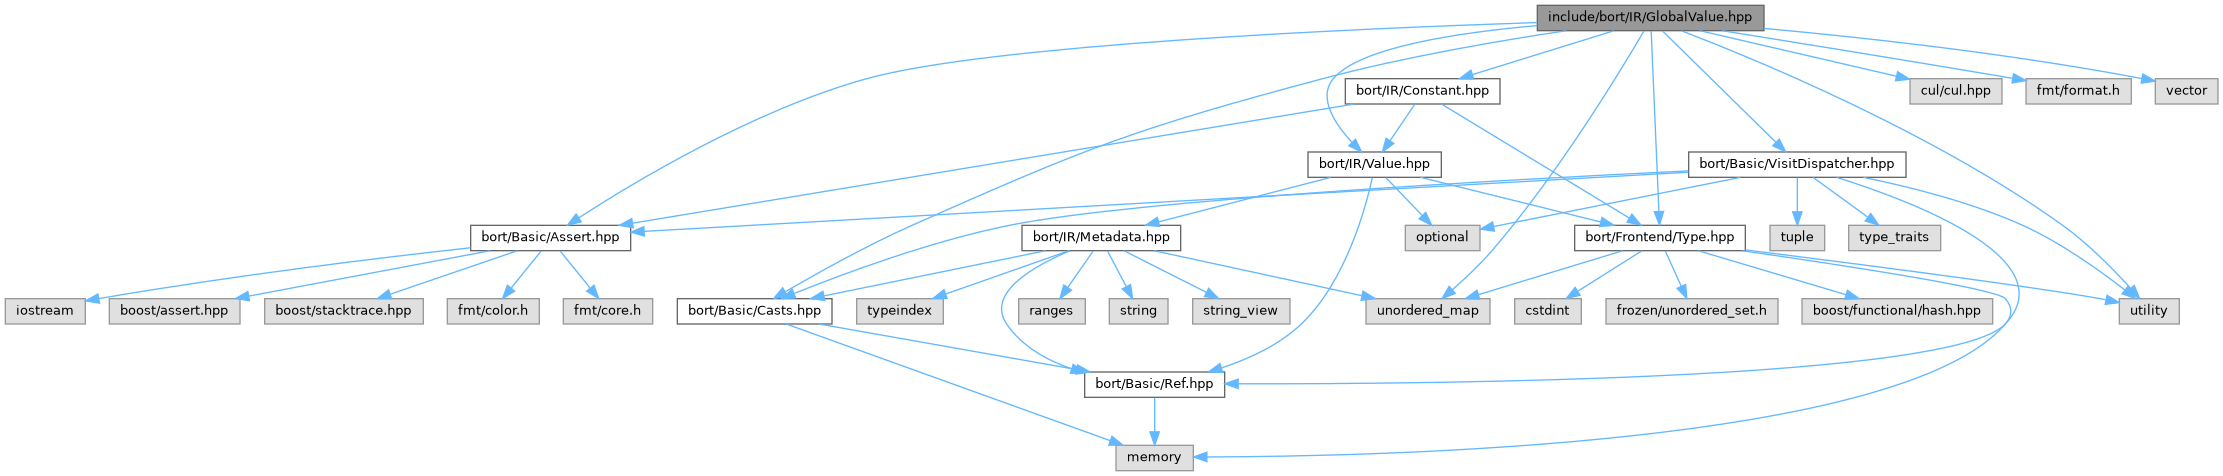 include/bort/IR/GlobalValue.hpp
bort/IR/Constant.hpp
cul/cul.hpp
fmt/format.h
vector
bort/IR/Value.hpp
bort/Basic/VisitDispatcher.hpp
bort/Basic/Assert.hpp
bort/IR/Metadata.hpp
optional
bort/Frontend/Type.hpp
tuple
type_traits
iostream
boost/assert.hpp
boost/stacktrace.hpp
fmt/color.h
fmt/core.h
bort/Basic/Casts.hpp
typeindex
ranges
string
string_view
unordered_map
cstdint
frozen/unordered_set.h
boost/functional/hash.hpp
utility
bort/Basic/Ref.hpp
memory